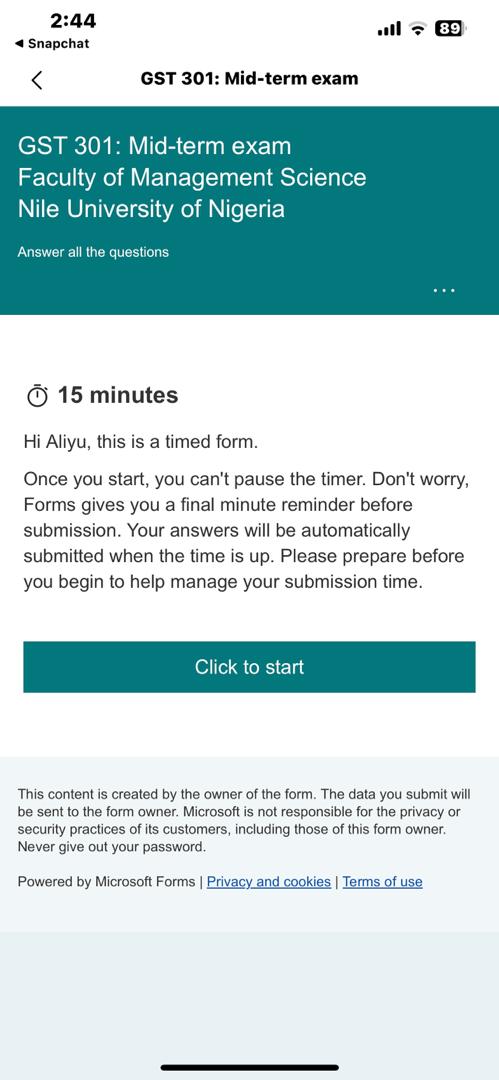 2:44
89
◀ Snapchat
GST 301: Mid-term exam
GST 301: Mid-term exam
Faculty of Management Science
Nile University of Nigeria
Answer all the questions
...
15 minutes
Hi Aliyu, this is a timed form.
Once you start, you can't pause the timer. Don't worry,
Forms gives you a final minute reminder before
submission. Your answers will be automatically
submitted when the time is up. Please prepare before
you begin to help manage your submission time.
Click to start
This content is created by the owner of the form. The data you submit will
be sent to the form owner. Microsoft is not responsible for the privacy or
security practices of its customers, including those of this form owner.
Never give out your password.
Powered by Microsoft Forms | Privacy and cookies | Terms of use